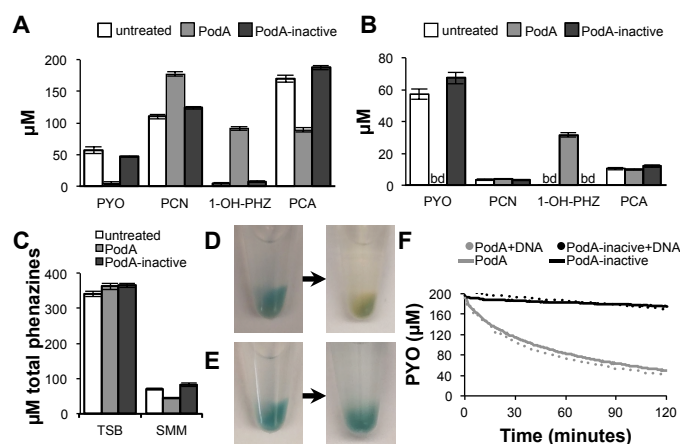 A
untreated PodA PodA-inactive
µM
200
150
100
50
0
PYO PCN 1-OH-PHZ PCA
B
untreated PodA PodA-inactive
µM
80
60
40
20
0
bd bd bd
PYO PCN 1-OH-PHZ PCA
C
untreated
PodA
PodA-inactive
µM total phenazines
400
300
200
100
0
TSB SMM
D
E
F
PodA+DNA PodA-inacive+DNA
PodA PodA-inactive
PYO (µM)
200
160
120
80
40
0
0 30 60 90 120
Time (minutes)